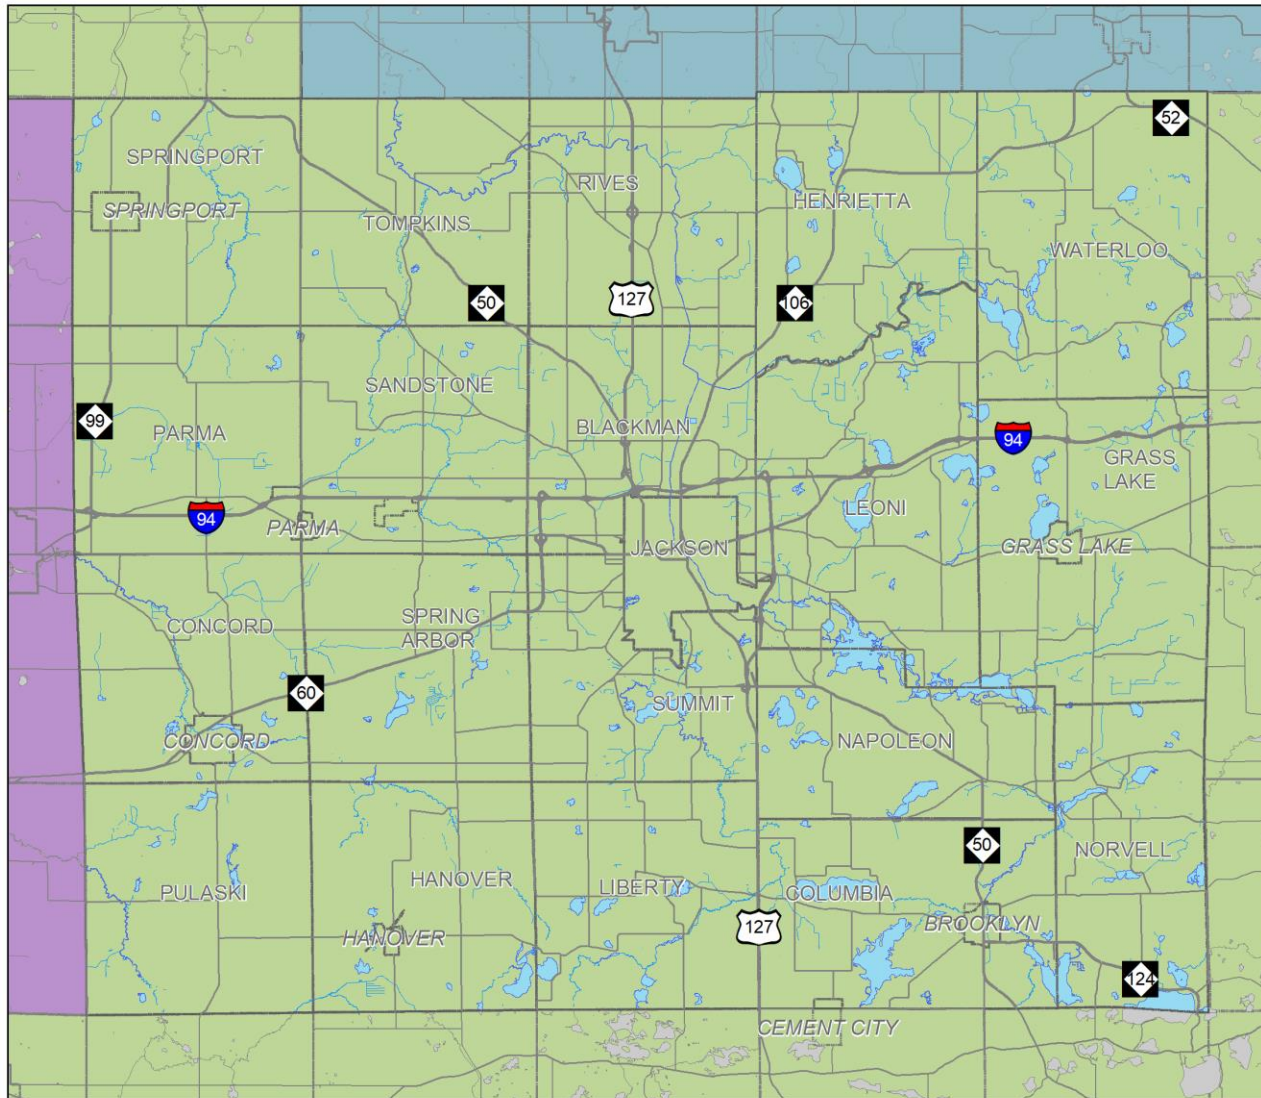 52
SPRINGPORT
RIVES
HENRIETTA
SPRINGPORT
TOMPKINS
WATERLOO
50
127
106
SANDSTONE
99
PARMA
BLACKMAN
94
GRASS
LAKE
94
PARMA
LEONI
JACKSON
GRASS LAKE
CONCORD
SPRING
ARBOR
60
SUMMIT
CONCORD
NAPOLEON
50
NORVELL
PULASKI
HANOVER
LIBERTY
COLUMBIA
HANOVER
127
BROOKLYN
124
CEMENT CITY